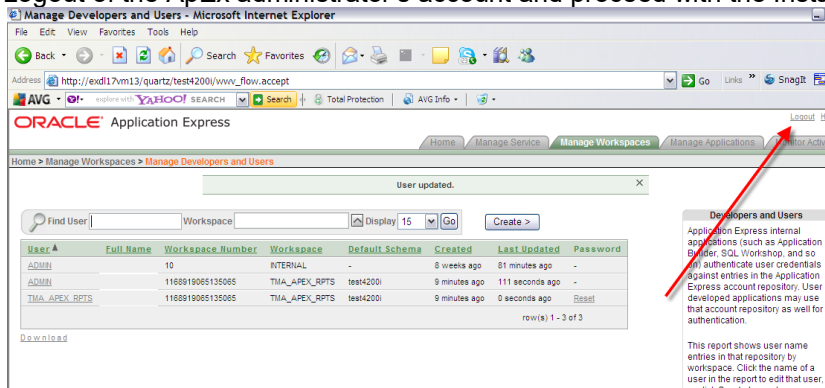 Logout of the ApEx administrator's account and proceed with the
Manage Developers and Users - Microsoft Internet Explorer
File Edit View Favorites Tools Help
Back Search Favorites
Address http://exdl17vm13/quartz/test4200i/wwv_flow.accept Go Links » SnagIt
AVG explore with YAHOO! SEARCH Search Total Protection AVG Info
ORACLE Application Express
Logout
Home Manage Service Manage Workspaces Manage Applications Monitor
Home > Manage Workspaces > Manage Developers and Users
User updated.
Find User Workspace Display 15 Go Create >
User Full Name Workspace Number Workspace Default Schema Created Last Updated Password
ADMIN 10 INTERNAL - 8 weeks ago 81 minutes ago -
ADMIN 1168919065135065 TMA_APEX_RPTS test4200i 9 minutes ago 111 seconds ago -
TMA_APEX_RPTS 1168919065135065 TMA_APEX_RPTS test4200i 9 minutes ago 0 seconds ago Reset
row(s) 1 - 3 of 3
Download
Developers and Users
Application Express internal
applications (such as Application
Builder, SQL Workshop, and so
on) authenticate user credentials
against entries in the Application
Express account repository. User
developed applications may use
that account repository as well for
authentication.
This report shows user name
entries in that repository by
workspace. Click the name of a
user in the report to edit that user,